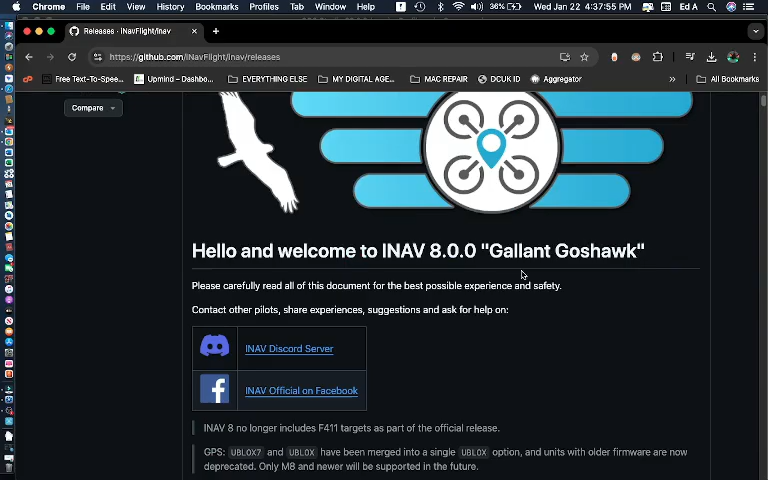 Chrome File Edit View History Bookmarks Profiles Tab Window Help 36% Wed Jan 22 4:37:55 PM Ed A
Releases · iNavFlight/inav
https://github.com/iNavFlight/inav/releases
Free Text-To-Spee... Upmind – Dashbo... EVERYTHING ELSE MY DIGITAL AGE... MAC REPAIR DCUK ID Aggregator » All Bookmarks
Compare
Hello and welcome to INAV 8.0.0 "Gallant Goshawk"
Please carefully read all of this document for the best possible experience and safety.
Contact other pilots, share experiences, suggestions and ask for help on:
INAV Discord Server
INAV Official on Facebook
INAV 8 no longer includes F411 targets as part of the official release.
GPS: UBLOX7 and UBLOX have been merged into a single UBLOX option, and units with older firmware are now
deprecated. Only M8 and newer will be supported in the future.